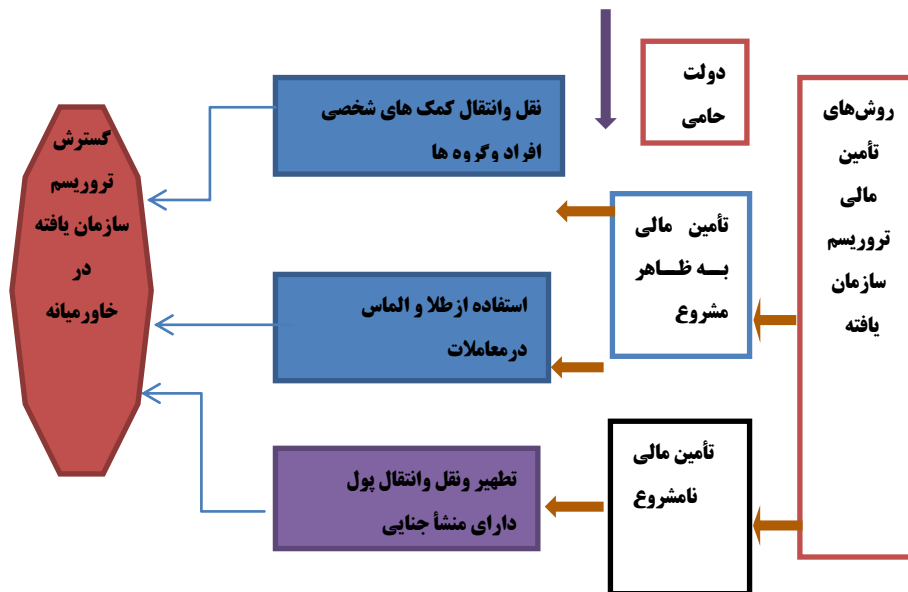 روش‌های
تأمین
مالی
تروریسم
سازمان
یافته
دولت
حامی
تأمین مالی
به ظاهر
مشروع
تأمین مالی
نامشروع
نقل وانتقال کمک های شخصی
افراد وگروه ها
استفاده ازطلا و الماس
درمعاملات
تطهیر ونقل وانتقال پول
دارای منشأ جنایی
گسترش
تروریسم
سازمان یافته
در
خاورمیانه